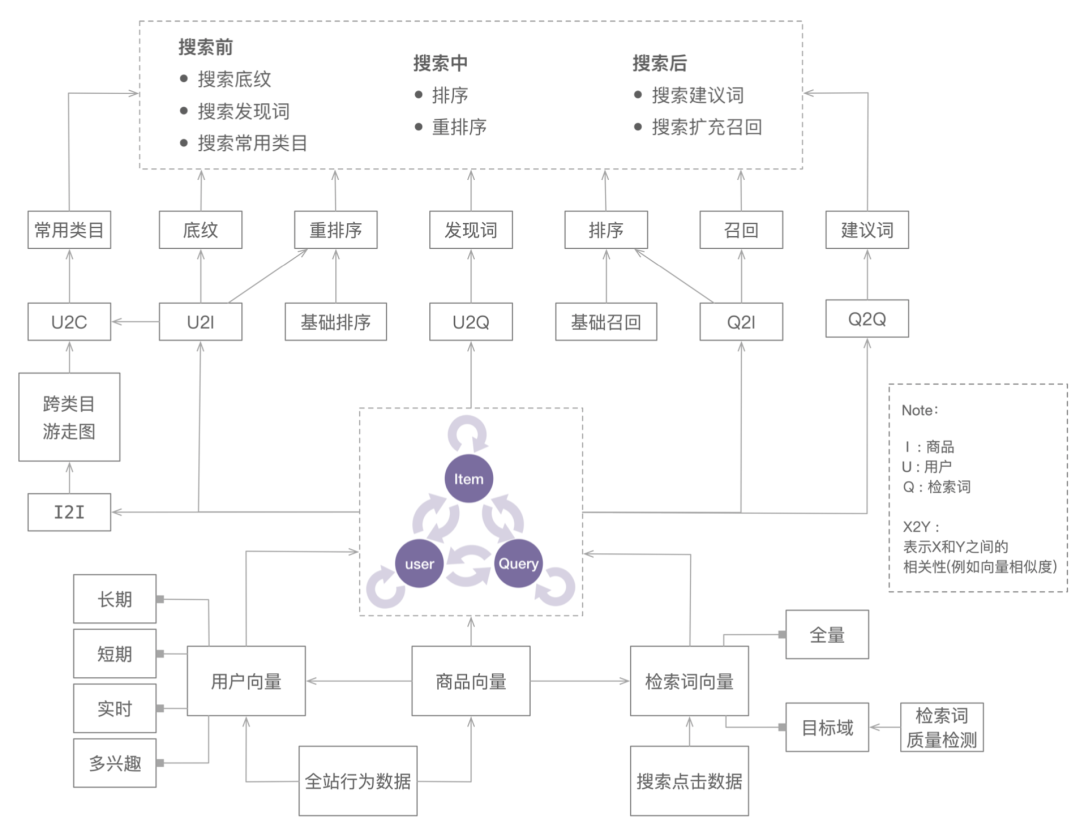 搜索前
• 搜索底纹
• 搜索发现词
• 搜索常用类目
搜索中
• 排序
• 重排序
搜索后
• 搜索建议词
• 搜索扩充召回
常用类目
底纹
重排序
发现词
排序
召回
建议词
U2C
U2I
基础排序
U2Q
基础召回
Q2I
Q2Q
跨类目
游走图
I2I
Item
user
Query
Note:
I：商品
U：用户
Q：检索词
X2Y：
表示X和Y之间的
相关性(例如向量相似度)
长期
短期
实时
多兴趣
用户向量
商品向量
检索词向量
全量
目标域
检索词
质量检测
全站行为数据
搜索点击数据